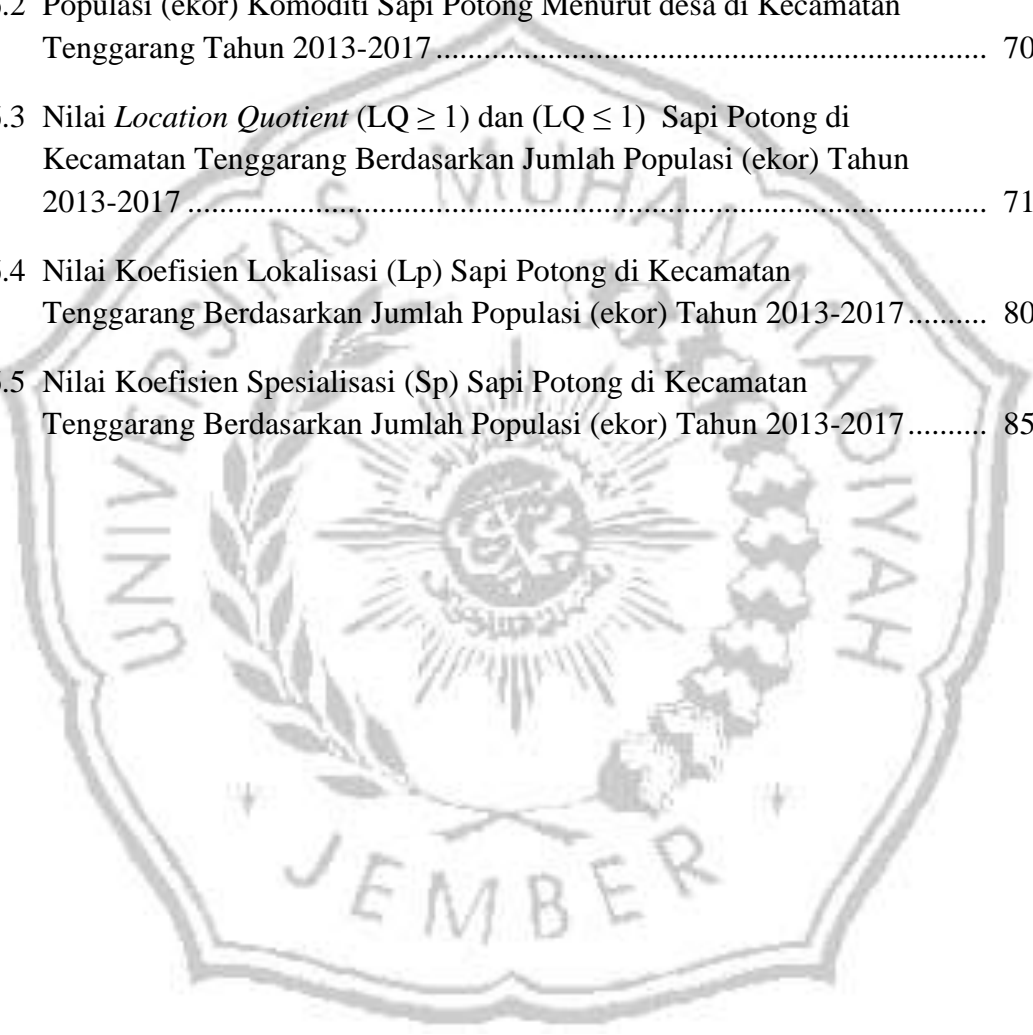 .2 Populasi (ekor) Komoditi Sapi Potong Menurut desa di Kecamatan
Tenggarang Tahun 2013-2017 ........................................................................ 70
.3 Nilai Location Quotient (LQ ≥ 1) dan (LQ ≤ 1) Sapi Potong di
Kecamatan Tenggarang Berdasarkan Jumlah Populasi (ekor) Tahun
2013-2017 ........................................................................................................ 71
.4 Nilai Koefisien Lokalisasi (Lp) Sapi Potong di Kecamatan
Tenggarang Berdasarkan Jumlah Populasi (ekor) Tahun 2013-2017 .......... 80
.5 Nilai Koefisien Spesialisasi (Sp) Sapi Potong di Kecamatan
Tenggarang Berdasarkan Jumlah Populasi (ekor) Tahun 2013-2017 .......... 85
UNIVERSITAS MUHAMMADIYAH
JEMBER